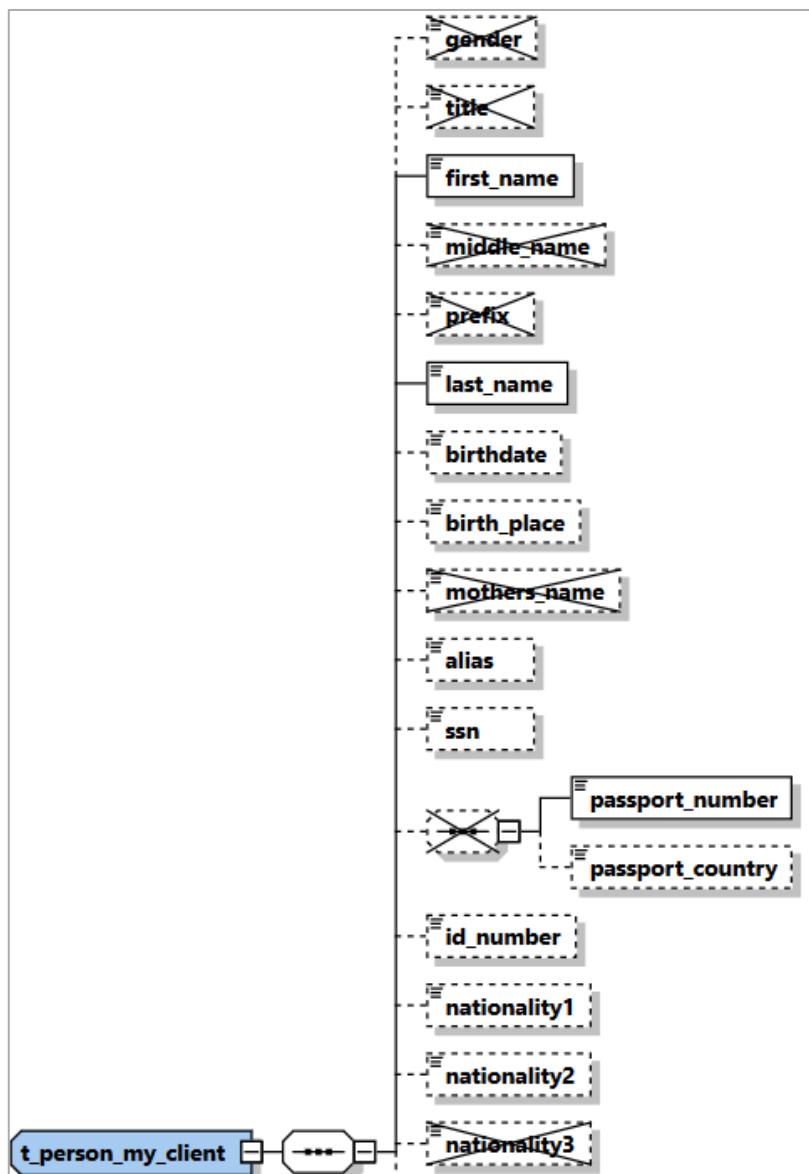 gender
title
first_name
middle_name
prefix
last_name
birthdate
birth_place
mothers_name
alias
ssn
passport_number
passport_country
id_number
nationality1
nationality2
nationality3
t_person_my_client